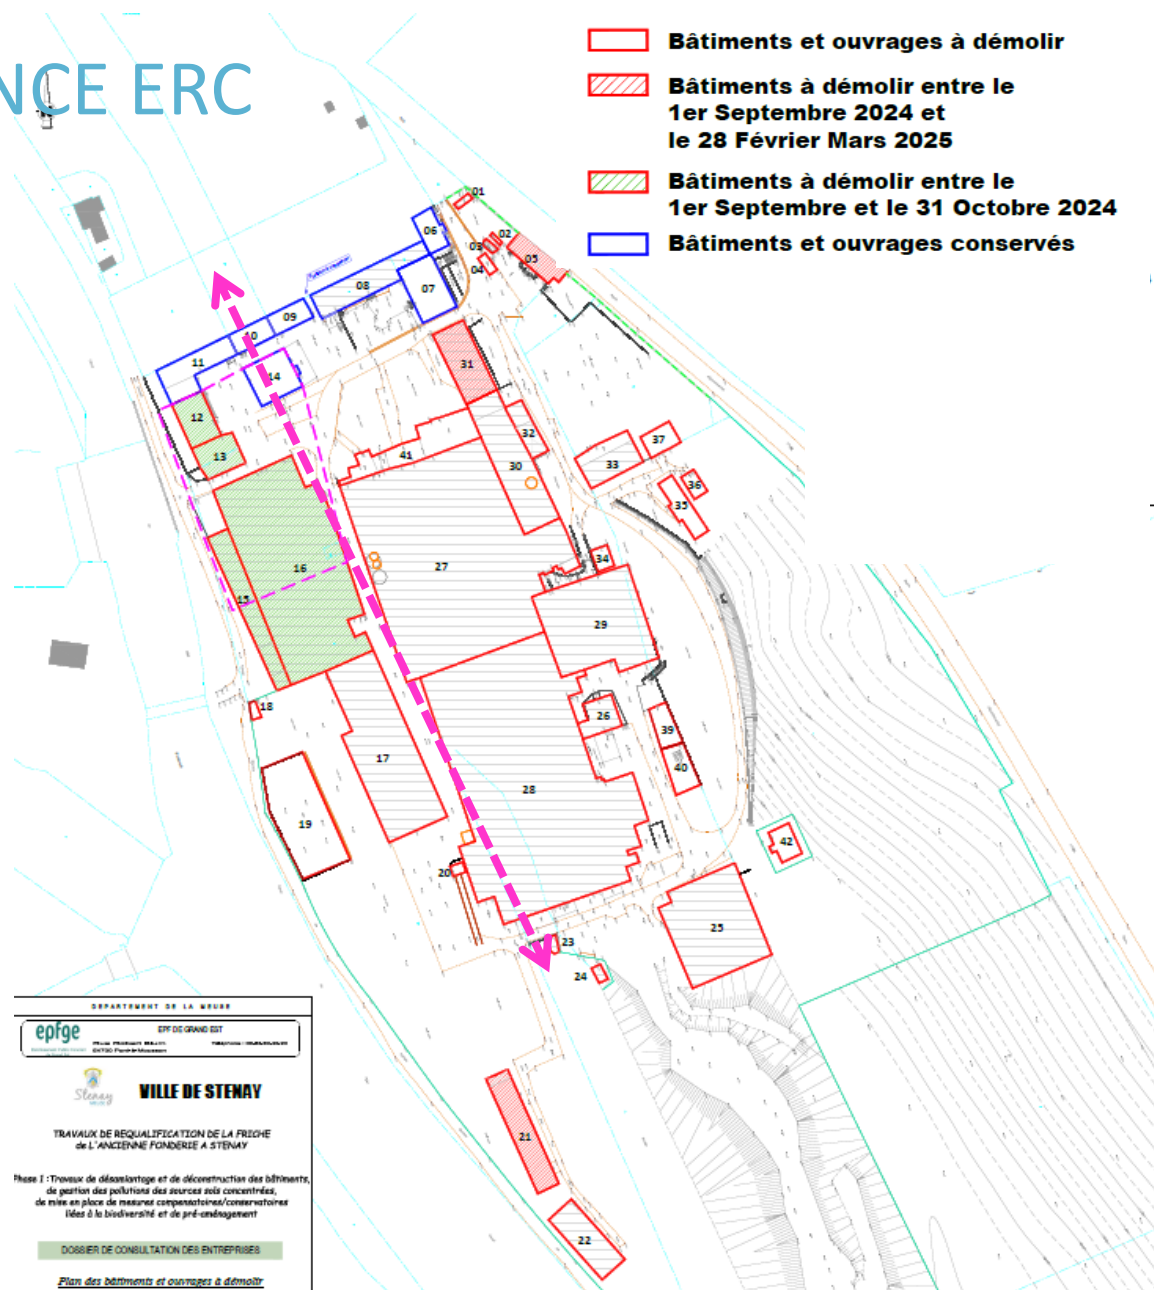 NCE ERC
Bâtiments et ouvrages à démolir
Bâtiments à démolir entre le
1er Septembre 2024 et
le 28 Février Mars 2025
Bâtiments à démolir entre le
1er Septembre et le 31 Octobre 2024
Bâtiments et ouvrages conservés
01
06
02
03
05
04
08
07
09
10
11
14
31
12
32
37
41
13
30
33
36
35
34
27
16
15
29
18
26
39
17
40
28
19
42
20
25
23
24
21
22
DEPARTEMENT DE LA MEUSE
epfge
EPF DE GRAND EST
Stenay
VILLE DE STENAY
TRAVAUX DE REQUALIFICATION DE LA FRICHE
de L'ANCIENNE FONDERIE A STENAY
Phase 1 : Travaux de désamiantage et de déconstruction des bâtiments,
de gestion des pollutions des sources sols concentrées,
de mise en place de mesures compensatoires/conservatoires
liées à la biodiversité et de pré-aménagement
DOSSIER DE CONSULTATION DES ENTREPRISES
Plan des bâtiments et ouvrages à démolir